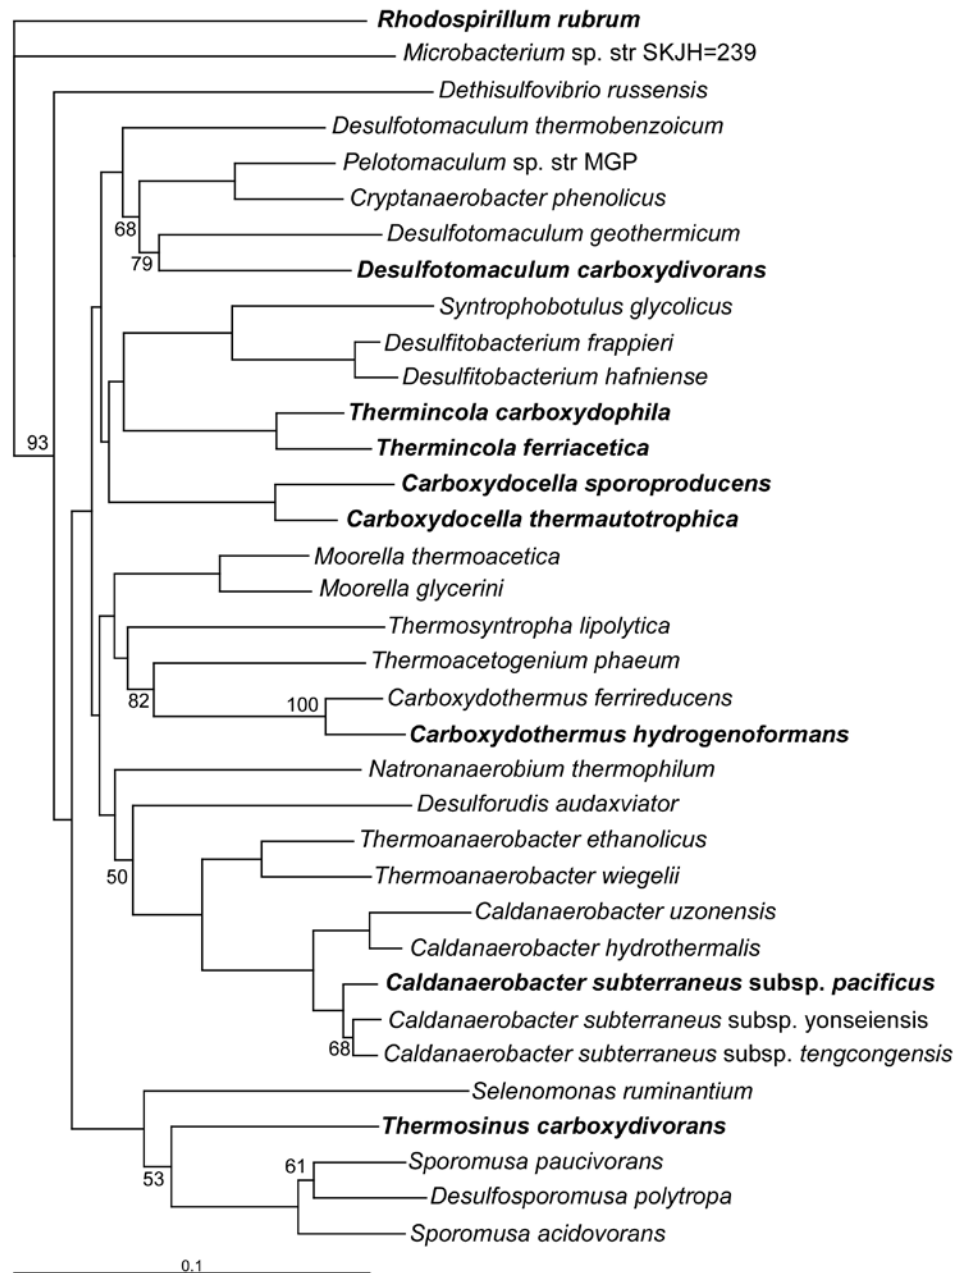 Rhodospirillum rubrum
Microbacterium sp. str SKJH=239
Dethisulfovibrio russensis
Desulfotomaculum thermobenzoicum
Pelotomaculum sp. str MGP
Cryptanaerobacter phenolicus
68
Desulfotomaculum geothermicum
79
Desulfotomaculum carboxydivorans
Syntrophobotulus glycolicus
Desulfitobacterium frappieri
Desulfitobacterium hafniense
Thermincola carboxydophila
93
Thermincola ferriacetica
Carboxydocella sporoproducens
Carboxydocella thermautotrophica
Moorella thermoacetica
Moorella glycerini
Thermosyntropha lipolytica
Thermoacetogenium phaeum
82
100
Carboxydothermus ferrireducens
Carboxydothermus hydrogenoformans
Natronanaerobium thermophilum
Desulforudis audaxviator
Thermoanaerobacter ethanolicus
50
Thermoanaerobacter wiegelii
Caldanaerobacter uzonensis
Caldanaerobacter hydrothermalis
Caldanaerobacter subterraneus subsp. pacificus
Caldanaerobacter subterraneus subsp. yonseiensis
68
Caldanaerobacter subterraneus subsp. tengcongensis
Selenomonas ruminantium
Thermosinus carboxydivorans
61
Sporomusa paucivorans
53
Desulfosporomusa polytropa
Sporomusa acidovorans
0.1